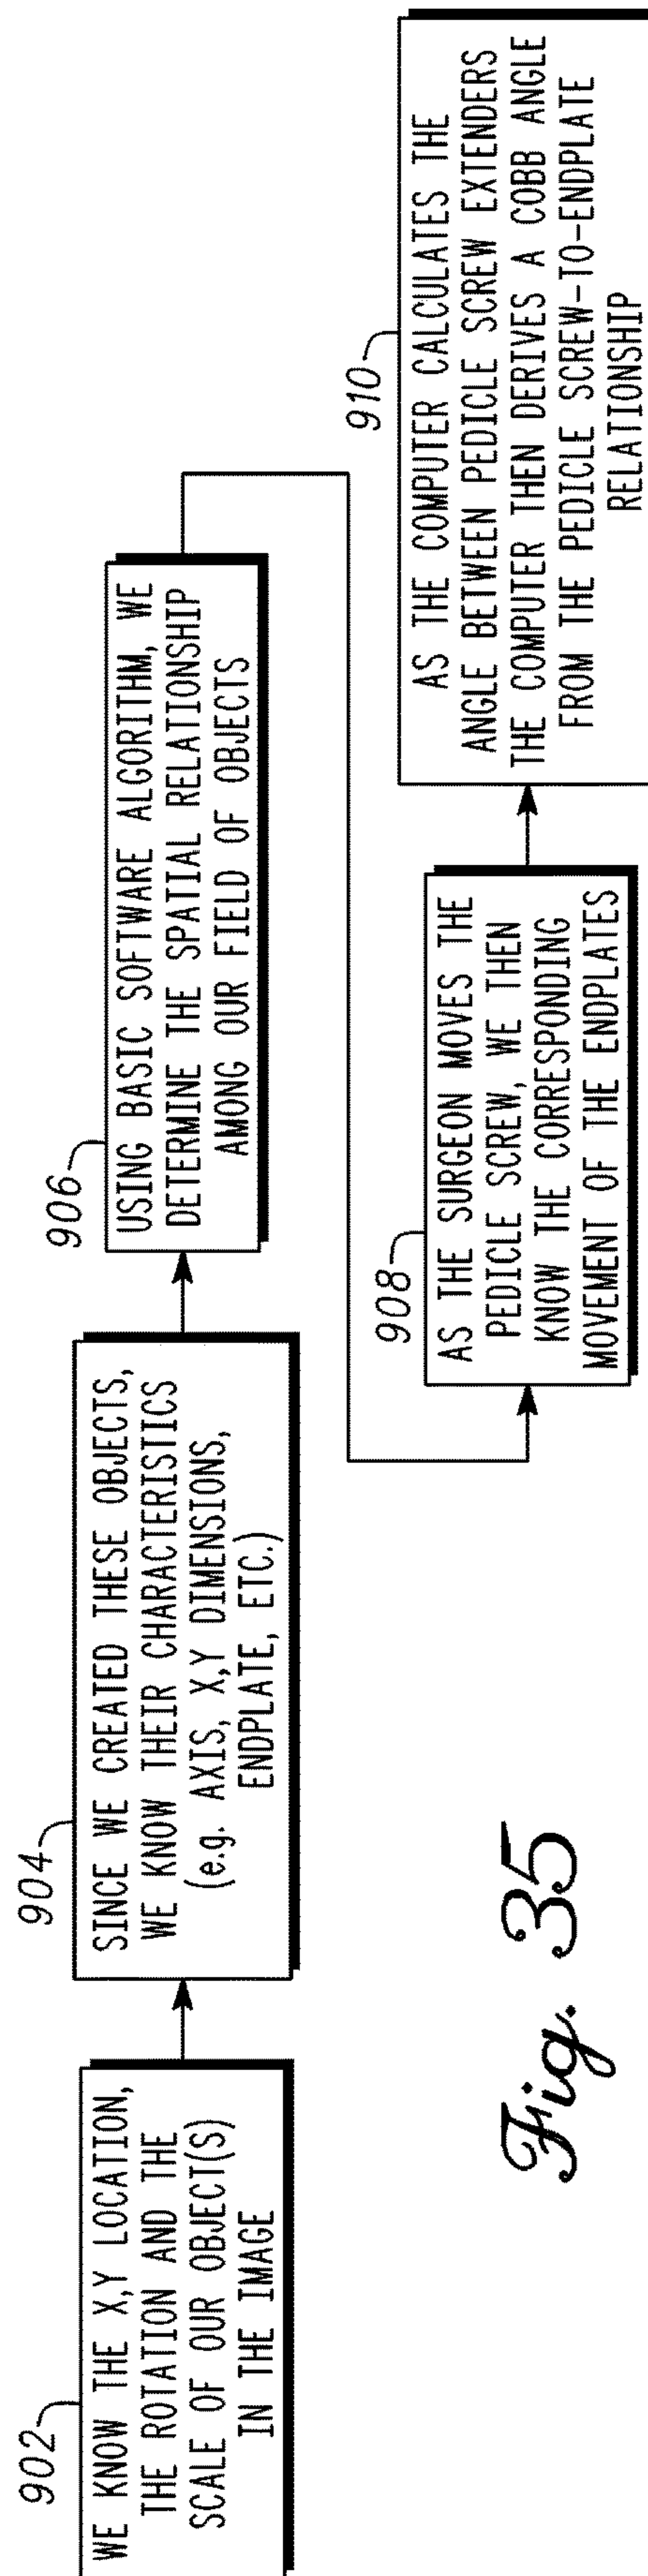 902
WE KNOW THE X,Y LOCATION,
THE ROTATION AND THE
SCALE OF OUR OBJECT(S)
IN THE IMAGE
904
SINCE WE CREATED THESE OBJECTS,
WE KNOW THEIR CHARACTERISTICS
(e.g. AXIS, X,Y DIMENSIONS,
ENDPLATE, ETC.)
906
USING BASIC SOFTWARE ALGORITHM, WE
DETERMINE THE SPATIAL RELATIONSHIP
AMONG OUR FIELD OF OBJECTS
908
AS THE SURGEON MOVES THE
PEDICLE SCREW, WE THEN
KNOW THE CORRESPONDING
MOVEMENT OF THE ENDPLATES
910
AS THE COMPUTER CALCULATES THE
ANGLE BETWEEN PEDICLE SCREW EXTENDERS
THE COMPUTER THEN DERIVES A COBB ANGLE
FROM THE PEDICLE SCREW-TO-ENDPLATE
RELATIONSHIP
Fig. 35